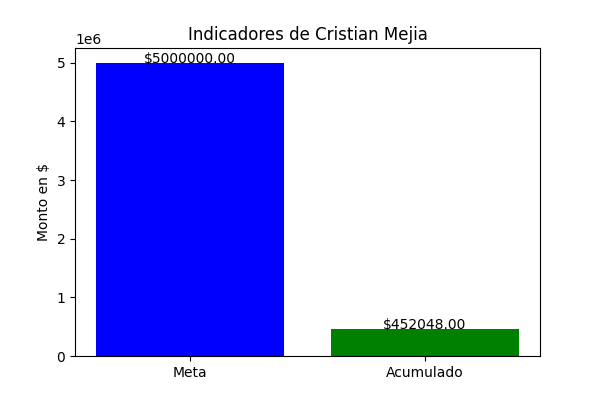 Indicadores de Cristian Mejia
1e6
$5000000.00
5
4
3
2
1
0
Monto en $
$452048.00
Meta
Acumulado